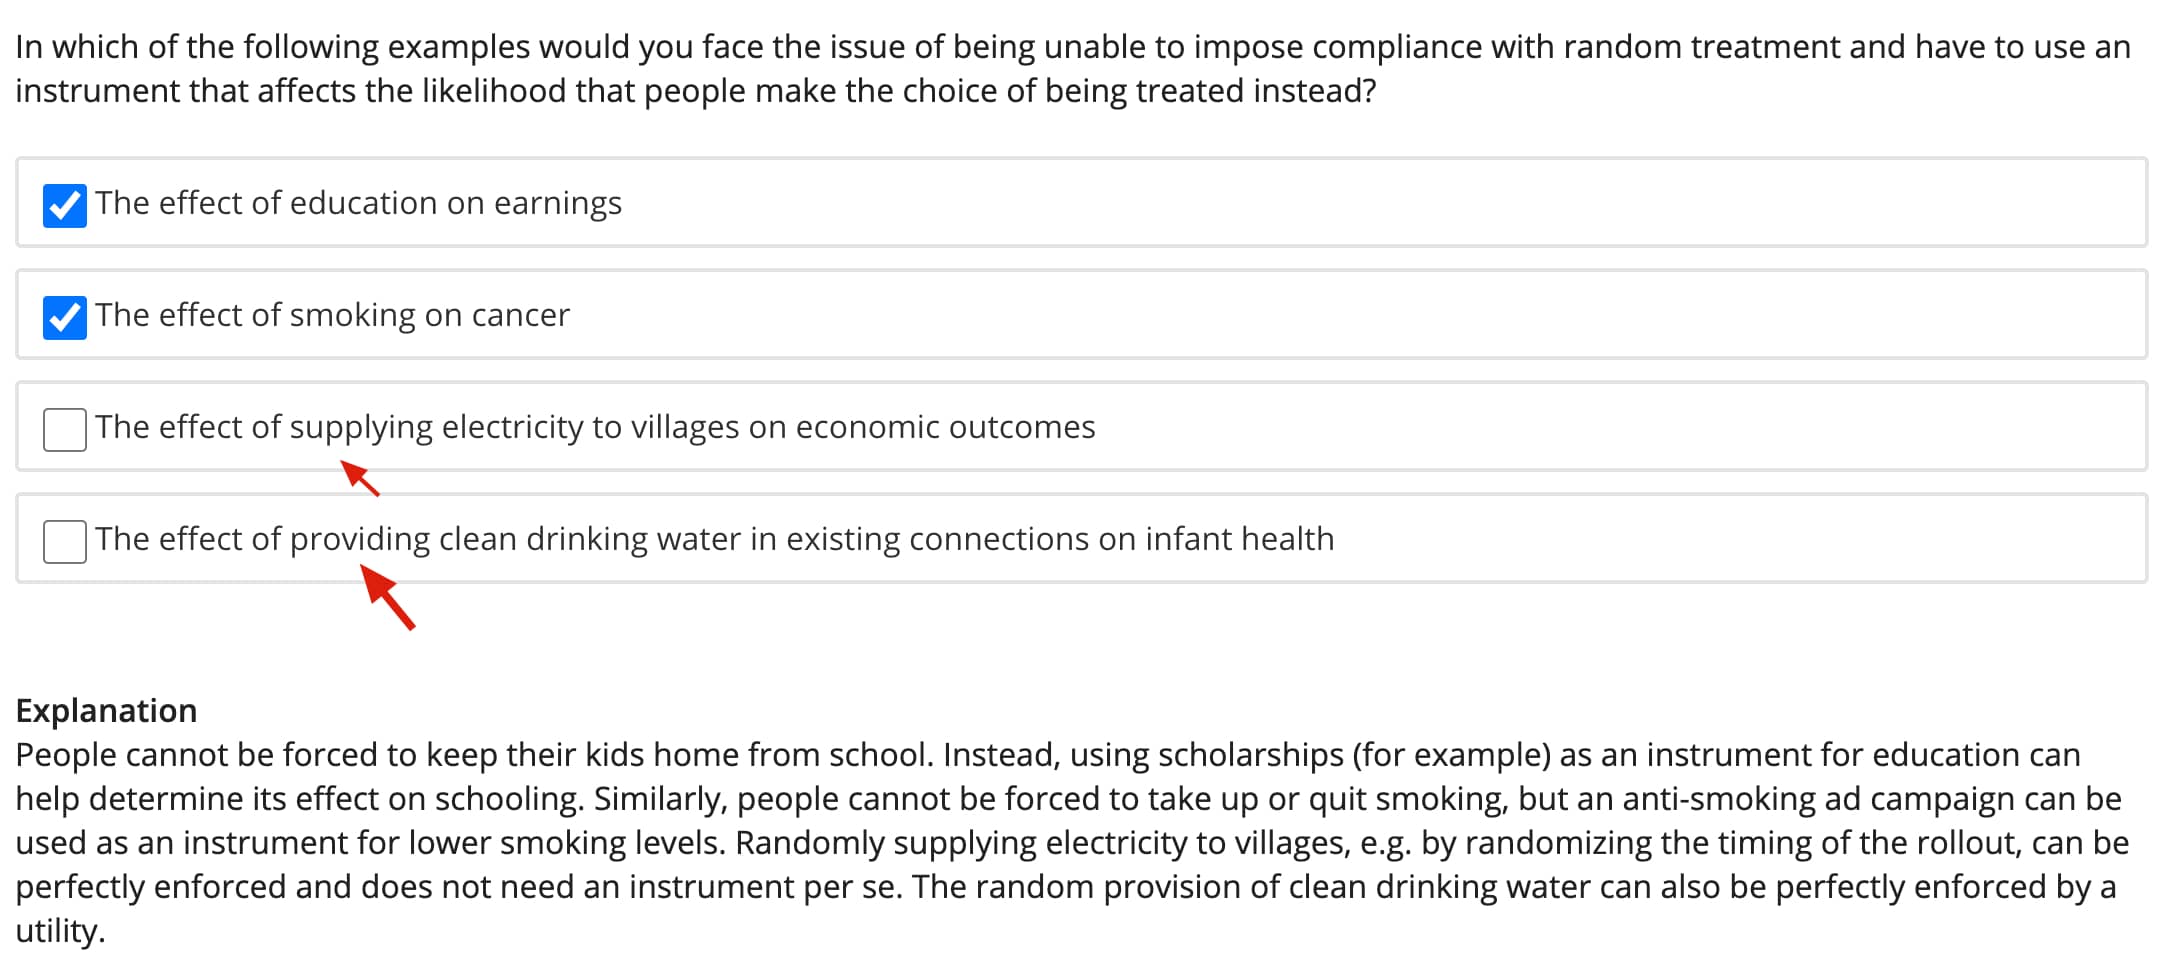 In which of the following examples would you face the issue of being unable to impose compliance with random treatment and have to use an
instrument that affects the likelihood that people make the choice of being treated instead?
The effect of education on earnings
The effect of smoking on cancer
The effect of supplying electricity to villages on economic outcomes
The effect of providing clean drinking water in existing connections on infant health
Explanation
People cannot be forced to keep their kids home from school. Instead, using scholarships (for example) as an instrument for education can
help determine its effect on schooling. Similarly, people cannot be forced to take up or quit smoking, but an anti-smoking ad campaign can be
used as an instrument for lower smoking levels. Randomly supplying electricity to villages, e.g. by randomizing the timing of the rollout, can be
perfectly enforced and does not need an instrument per se. The random provision of clean drinking water can also be perfectly enforced by a
utility.